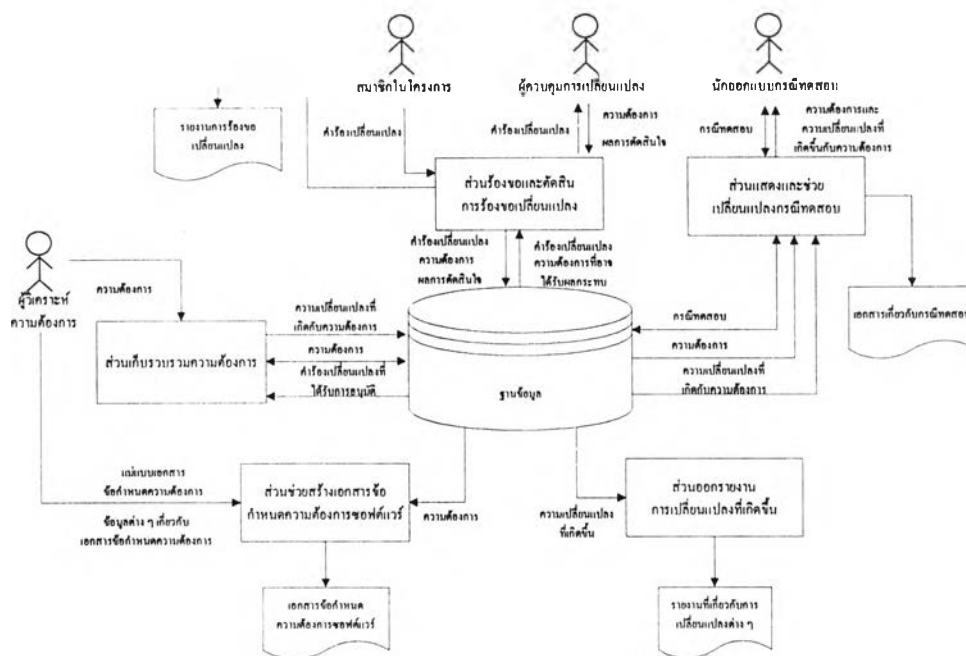 สมาชิกในโครงการ
ผู้ควบคุมการเปลี่ยนแปลง
นักออกแบบกรณีทดสอบ
รายงานการร้องขอ
เปลี่ยนแปลง
คำร้องเปลี่ยนแปลง
คำร้องเปลี่ยนแปลง
ความต้องการ
ผลการตัดสินใจ
กรณีทดสอบ
ความต้องการและ
ความเปลี่ยนแปลงที่
เกิดขึ้นกับความต้องการ
ส่วนร้องขอและตัดสิน
การร้องขอเปลี่ยนแปลง
ส่วนแสดงและช่วย
เปลี่ยนแปลงกรณีทดสอบ
คำร้องเปลี่ยนแปลง
ความต้องการ
ผลการตัดสินใจ
คำร้องเปลี่ยนแปลง
ความต้องการที่อาจ
ได้รับผลกระทบ
ผู้วิเคราะห์
ความต้องการ
ความต้องการ
ความเปลี่ยนแปลงที่
เกิดกับความต้องการ
ความต้องการ
คำร้องเปลี่ยนแปลงที่
ได้รับการอนุมัติ
ส่วนเก็บรวบรวมความต้องการ
ฐานข้อมูล
กรณีทดสอบ
ความต้องการ
ความเปลี่ยนแปลงที่
เกิดกับความต้องการ
เอกสารเกี่ยวกับกรณีทดสอบ
แม่แบบเอกสาร
ข้อกำหนดความต้องการ
ข้อมูลต่าง ๆ เกี่ยวกับ
เอกสารข้อกำหนดความต้องการ
ส่วนช่วยสร้างเอกสารข้อ
กำหนดความต้องการซอฟต์แวร์
ความต้องการ
ความเปลี่ยนแปลง
ที่เกิดขึ้น
ส่วนออกรายงาน
การเปลี่ยนแปลงที่เกิดขึ้น
เอกสารข้อกำหนด
ความต้องการซอฟต์แวร์
รายงานที่เกี่ยวกับการ
เปลี่ยนแปลงต่าง ๆ